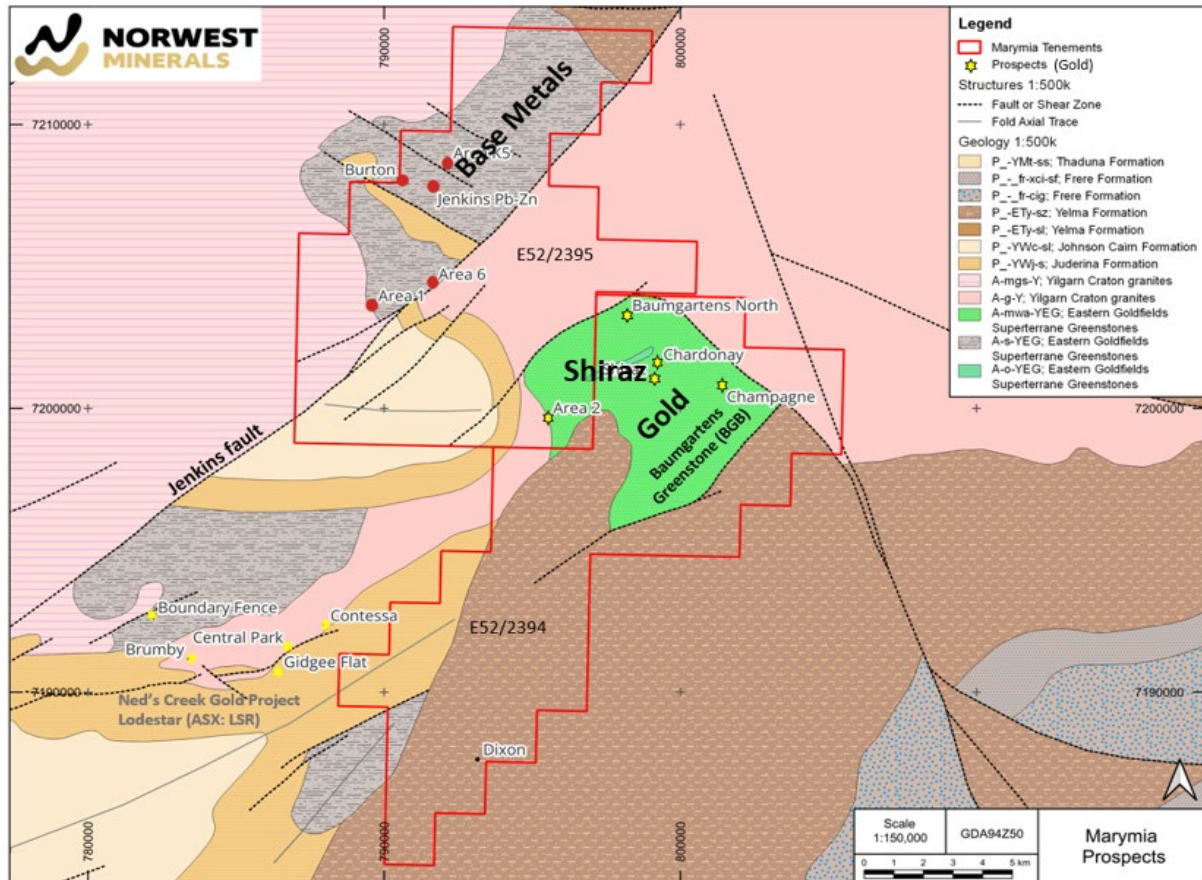 NORWEST
MINERALS
790000
800000
7210000
Base Metals
Burton
Jenkins Pb-Zn
E52/2395
Area 6
Area 1
Baumgartens North
Chardonay
Shiraz
Gold
Champagne
Area 2
Baumgartens
Greenstone (BGB)
7200000
7200000
Jenkins fault
Boundary Fence
Contessa
Central Park
Brumby
Gidgee Flat
E52/2394
Ned's Creek Gold Project
Lodestar (ASX: LSR)
7190000
7190000
Dixon
780000
790000
800000
Legend
Marymia Tenements
Prospects (Gold)
Structures 1:500k
Fault or Shear Zone
Fold Axial Trace
Geology 1:500k
P_-YMt-ss; Thaduna Formation
P_-_fr-xci-sf; Frere Formation
P_-_fr-cig; Frere Formation
P_-ETy-sz; Yelma Formation
P_-ETy-sl; Yelma Formation
P_-YWc-sl; Johnson Cairn Formation
P_-YWj-s; Juderina Formation
A-mgs-Y; Yilgarn Craton granites
A-g-Y; Yilgarn Craton granites
A-mwa-YEG; Eastern Goldfields
Superterrane Greenstones
A-s-YEG; Eastern Goldfields
Superterrane Greenstones
A-o-YEG; Eastern Goldfields
Superterrane Greenstones
Scale
1:150,000
GDA94Z50
0 1 2 3 4 5 km
Marymia
Prospects